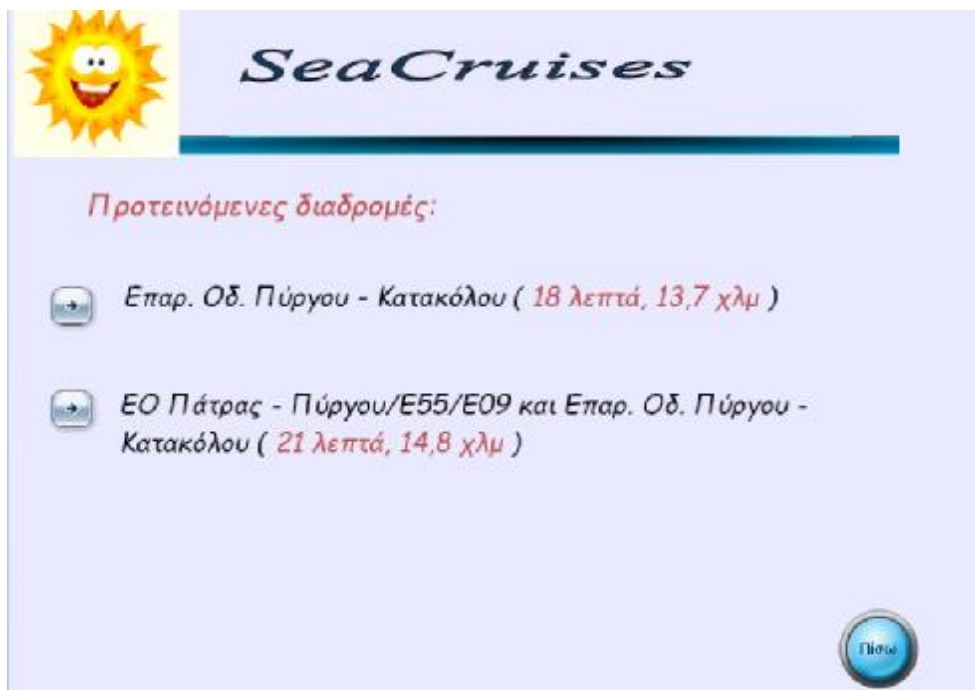 SeaCruises
Προτεινόμενες διαδρομές:
Επαρ. Οδ. Πύργου - Κατακόλου ( 18 λεπτά, 13,7 χλμ )
ΕΟ Πάτρας - Πύργου/Ε55/Ε09 και Επαρ. Οδ. Πύργου -
Κατακόλου ( 21 λεπτά, 14,8 χλμ )
Πίσω